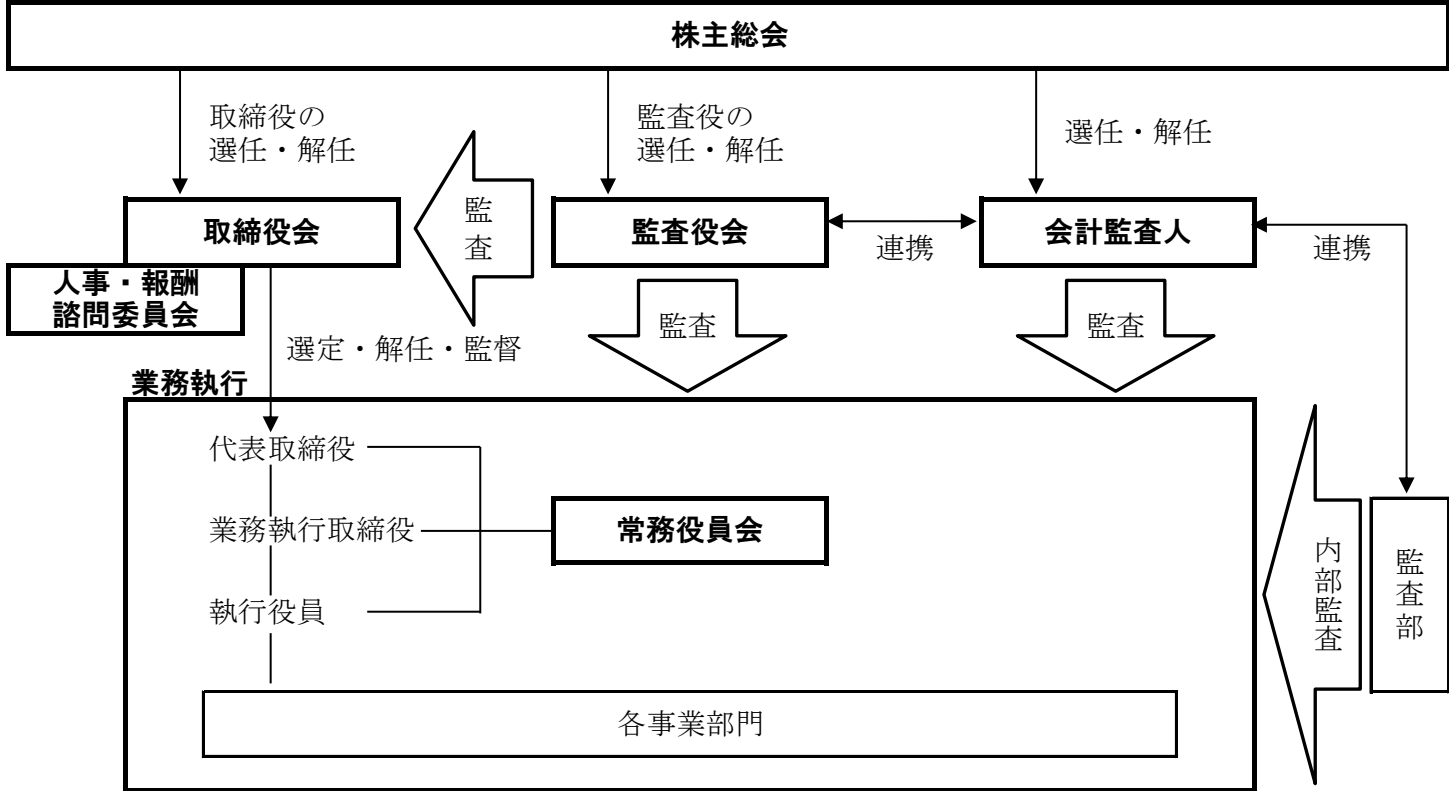 株主総会
取締役の
選任・解任
監査役の
選任・解任
選任・解任
取締役会
監査
監査役会
連携
会計監査人
連携
人事・報酬
諮問委員会
選定・解任・監督
監査
監査
業務執行
代表取締役
業務執行取締役
常務役員会
執行役員
内部監査
監査部
各事業部門